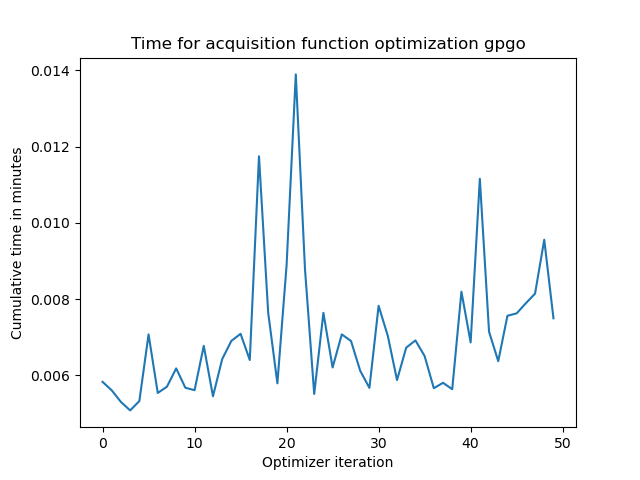 Time for acquisition function optimization gpgo
0.014
0.012
0.010
0.008
0.006
Cumulative time in minutes
0 10 20 30 40 50
Optimizer iteration